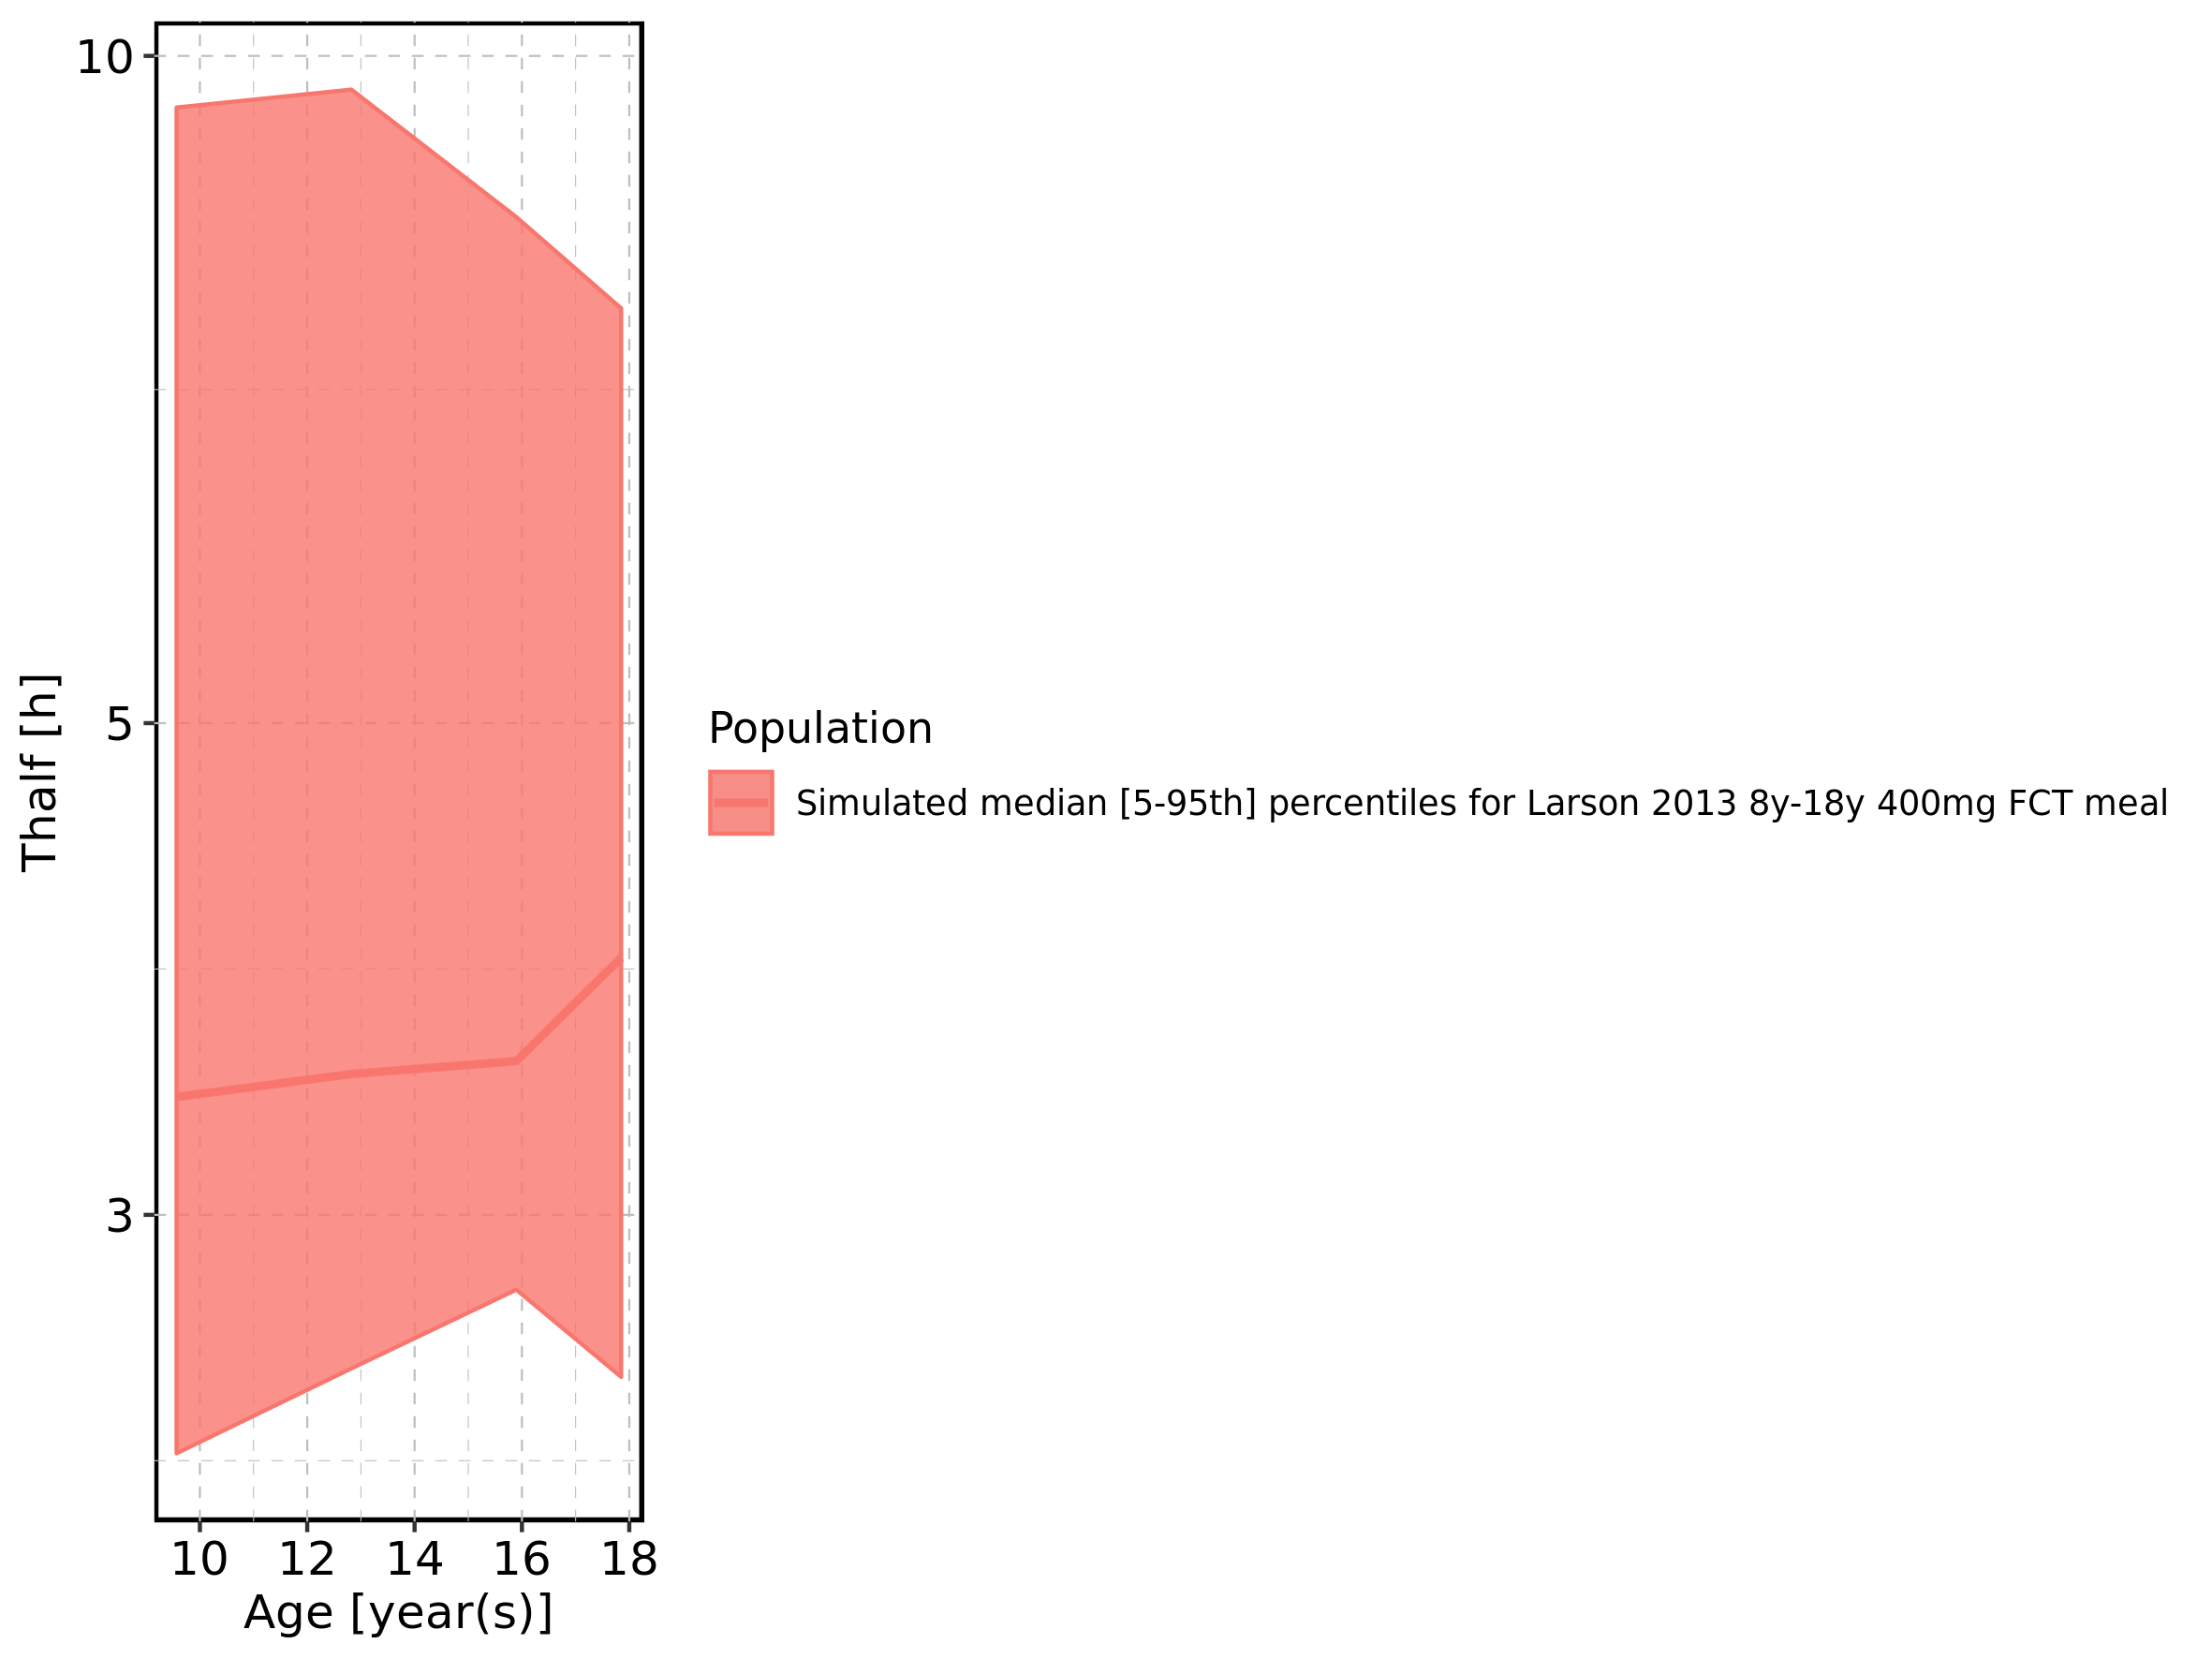 10
5
3
Thalf [h]
10 12 14 16 18
Age [year(s)]
Population
Simulated median [5-95th] percentiles for Larson 2013 8y-18y 400mg FCT meal